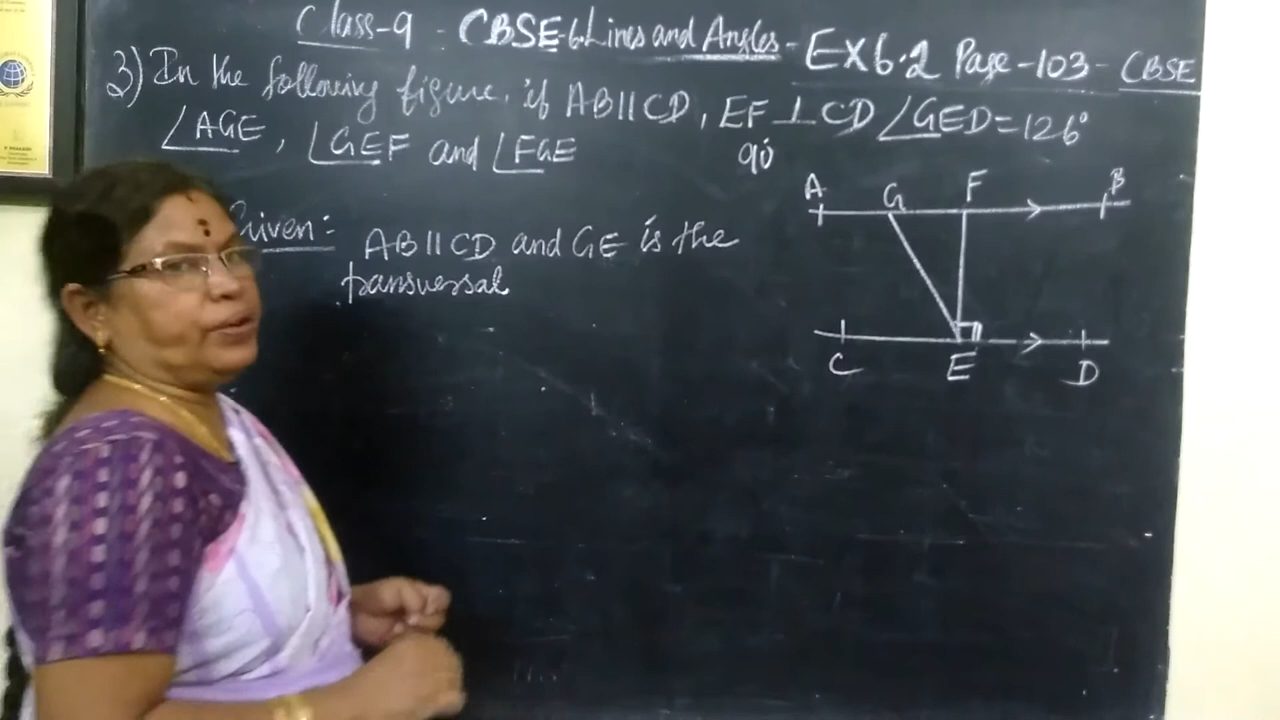 Class-9 - CBSE-6.Lines and Angles - EX6.2 Page-103- CBSE
3) In the following figure, if AB||CD, EF⊥CD ∠GED=126°
∠AGE, ∠GEF and ∠FGE
90
Given:-
AB||CD and GE is the
transversal
A G F B
C E D